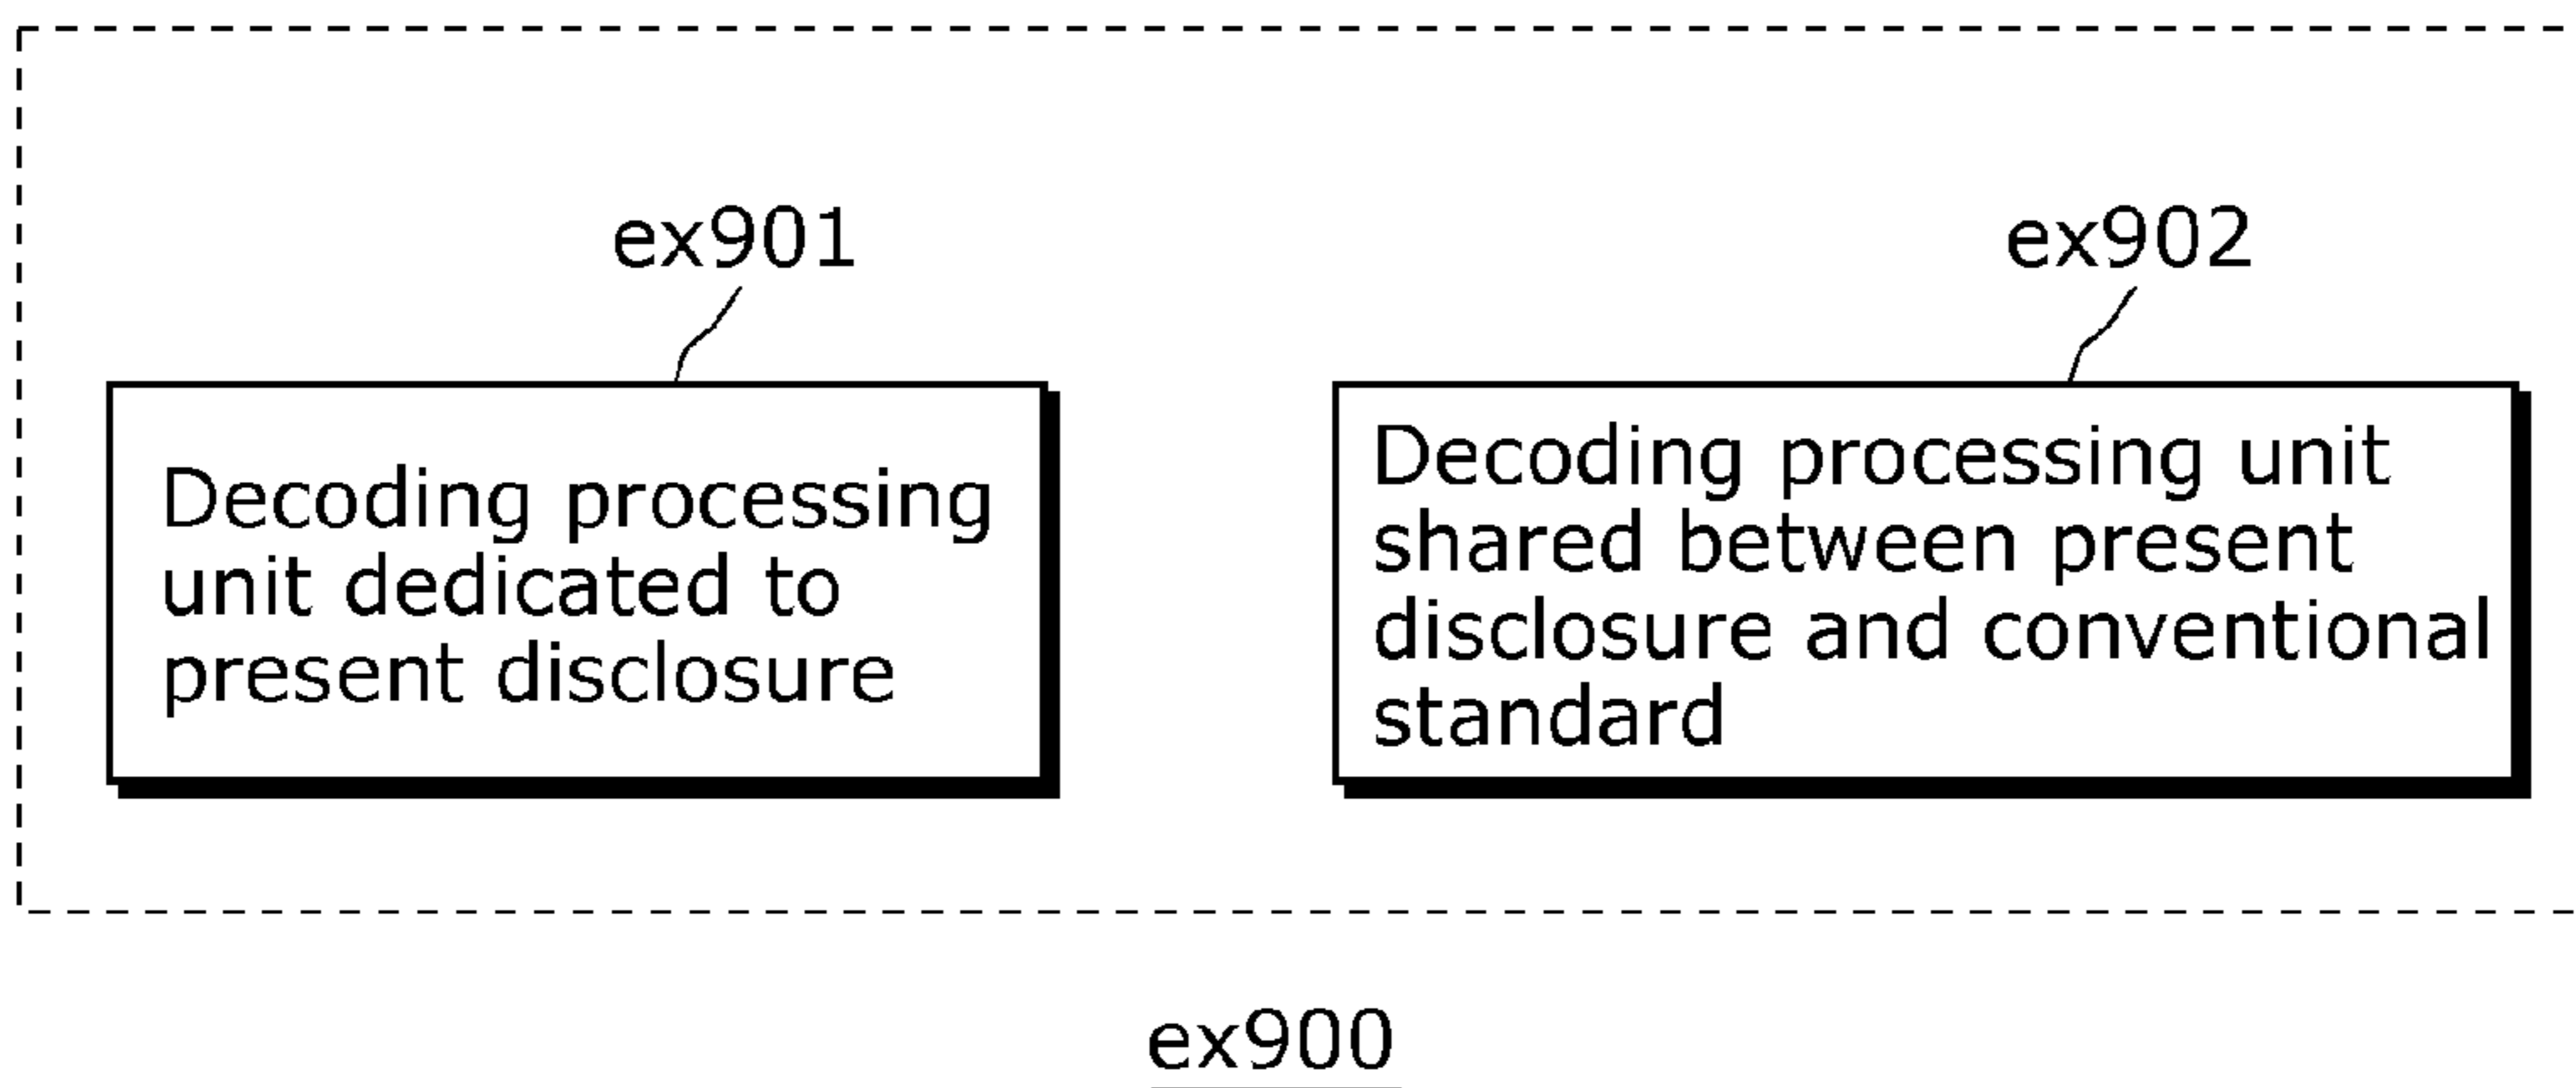 ex901
ex902
Decoding processing
unit dedicated to
present disclosure
Decoding processing unit
shared between present
disclosure and conventional
standard
ex900